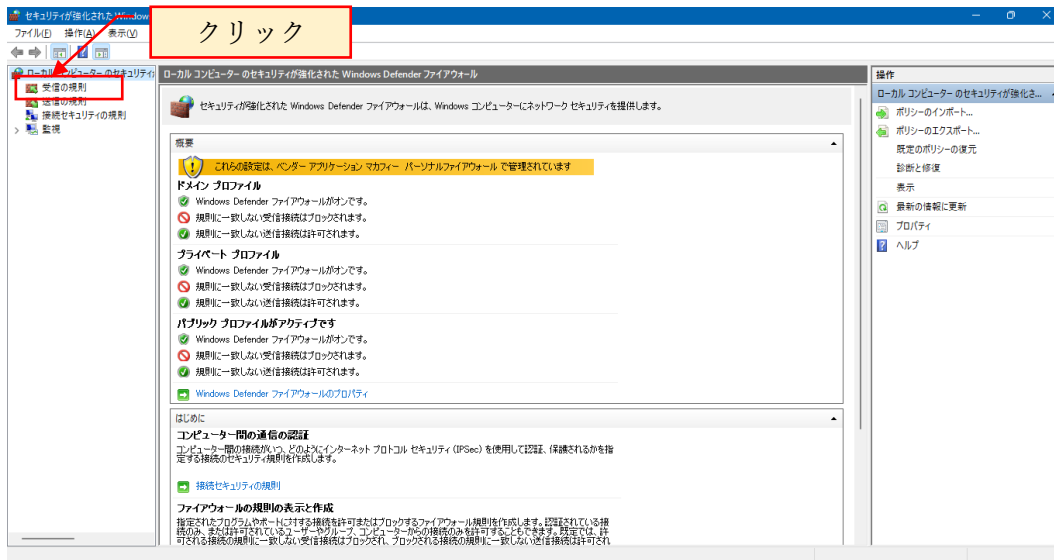 セキュリティが強化された Window
クリック
ファイル(F) 操作(A) 表示(V)
ローカル コンピューター のセキュリティ
受信の規則
送信の規則
接続セキュリティの規則
監視
ローカル コンピューター のセキュリティが強化された Windows Defender ファイアウォール
セキュリティが強化された Windows Defender ファイアウォールは、Windows コンピューターにネットワーク セキュリティを提供します。
概要
これらの設定は、ベンダー アプリケーション マカフィー パーソナルファイアウォール で管理されています
ドメイン プロファイル
Windows Defender ファイアウォールがオンです。
規則に一致しない受信接続はブロックされます。
規則に一致しない送信接続は許可されます。
プライベート プロファイル
Windows Defender ファイアウォールがオンです。
規則に一致しない受信接続はブロックされます。
規則に一致しない送信接続は許可されます。
パブリック プロファイルがアクティブです
Windows Defender ファイアウォールがオンです。
規則に一致しない受信接続はブロックされます。
規則に一致しない送信接続は許可されます。
Windows Defender ファイアウォールのプロパティ
はじめに
コンピューター間の通信の認証
コンピューター間の接続がいつ、どのようにインターネット プロトコル セキュリティ (IPSec) を使用して認証、保護されるかを指
定する接続のセキュリティ規則を作成します。
接続セキュリティの規則
ファイアウォールの規則の表示と作成
指定されたプログラムやポートに対する接続を許可またはブロックするファイアウォール規則を作成します。認証されている接
続のみ、または許可されているユーザーやグループ、コンピューターからの接続のみを許可することもできます。既定では、許
可される接続の規則に一致しない受信接続はブロックされ、ブロックされる接続の規則に一致しない送信接続は許可され
操作
ローカル コンピューター のセキュリティが強化さ...
ポリシーのインポート...
ポリシーのエクスポート...
既定のポリシーの復元
診断と修復
表示
最新の情報に更新
プロパティ
ヘルプ